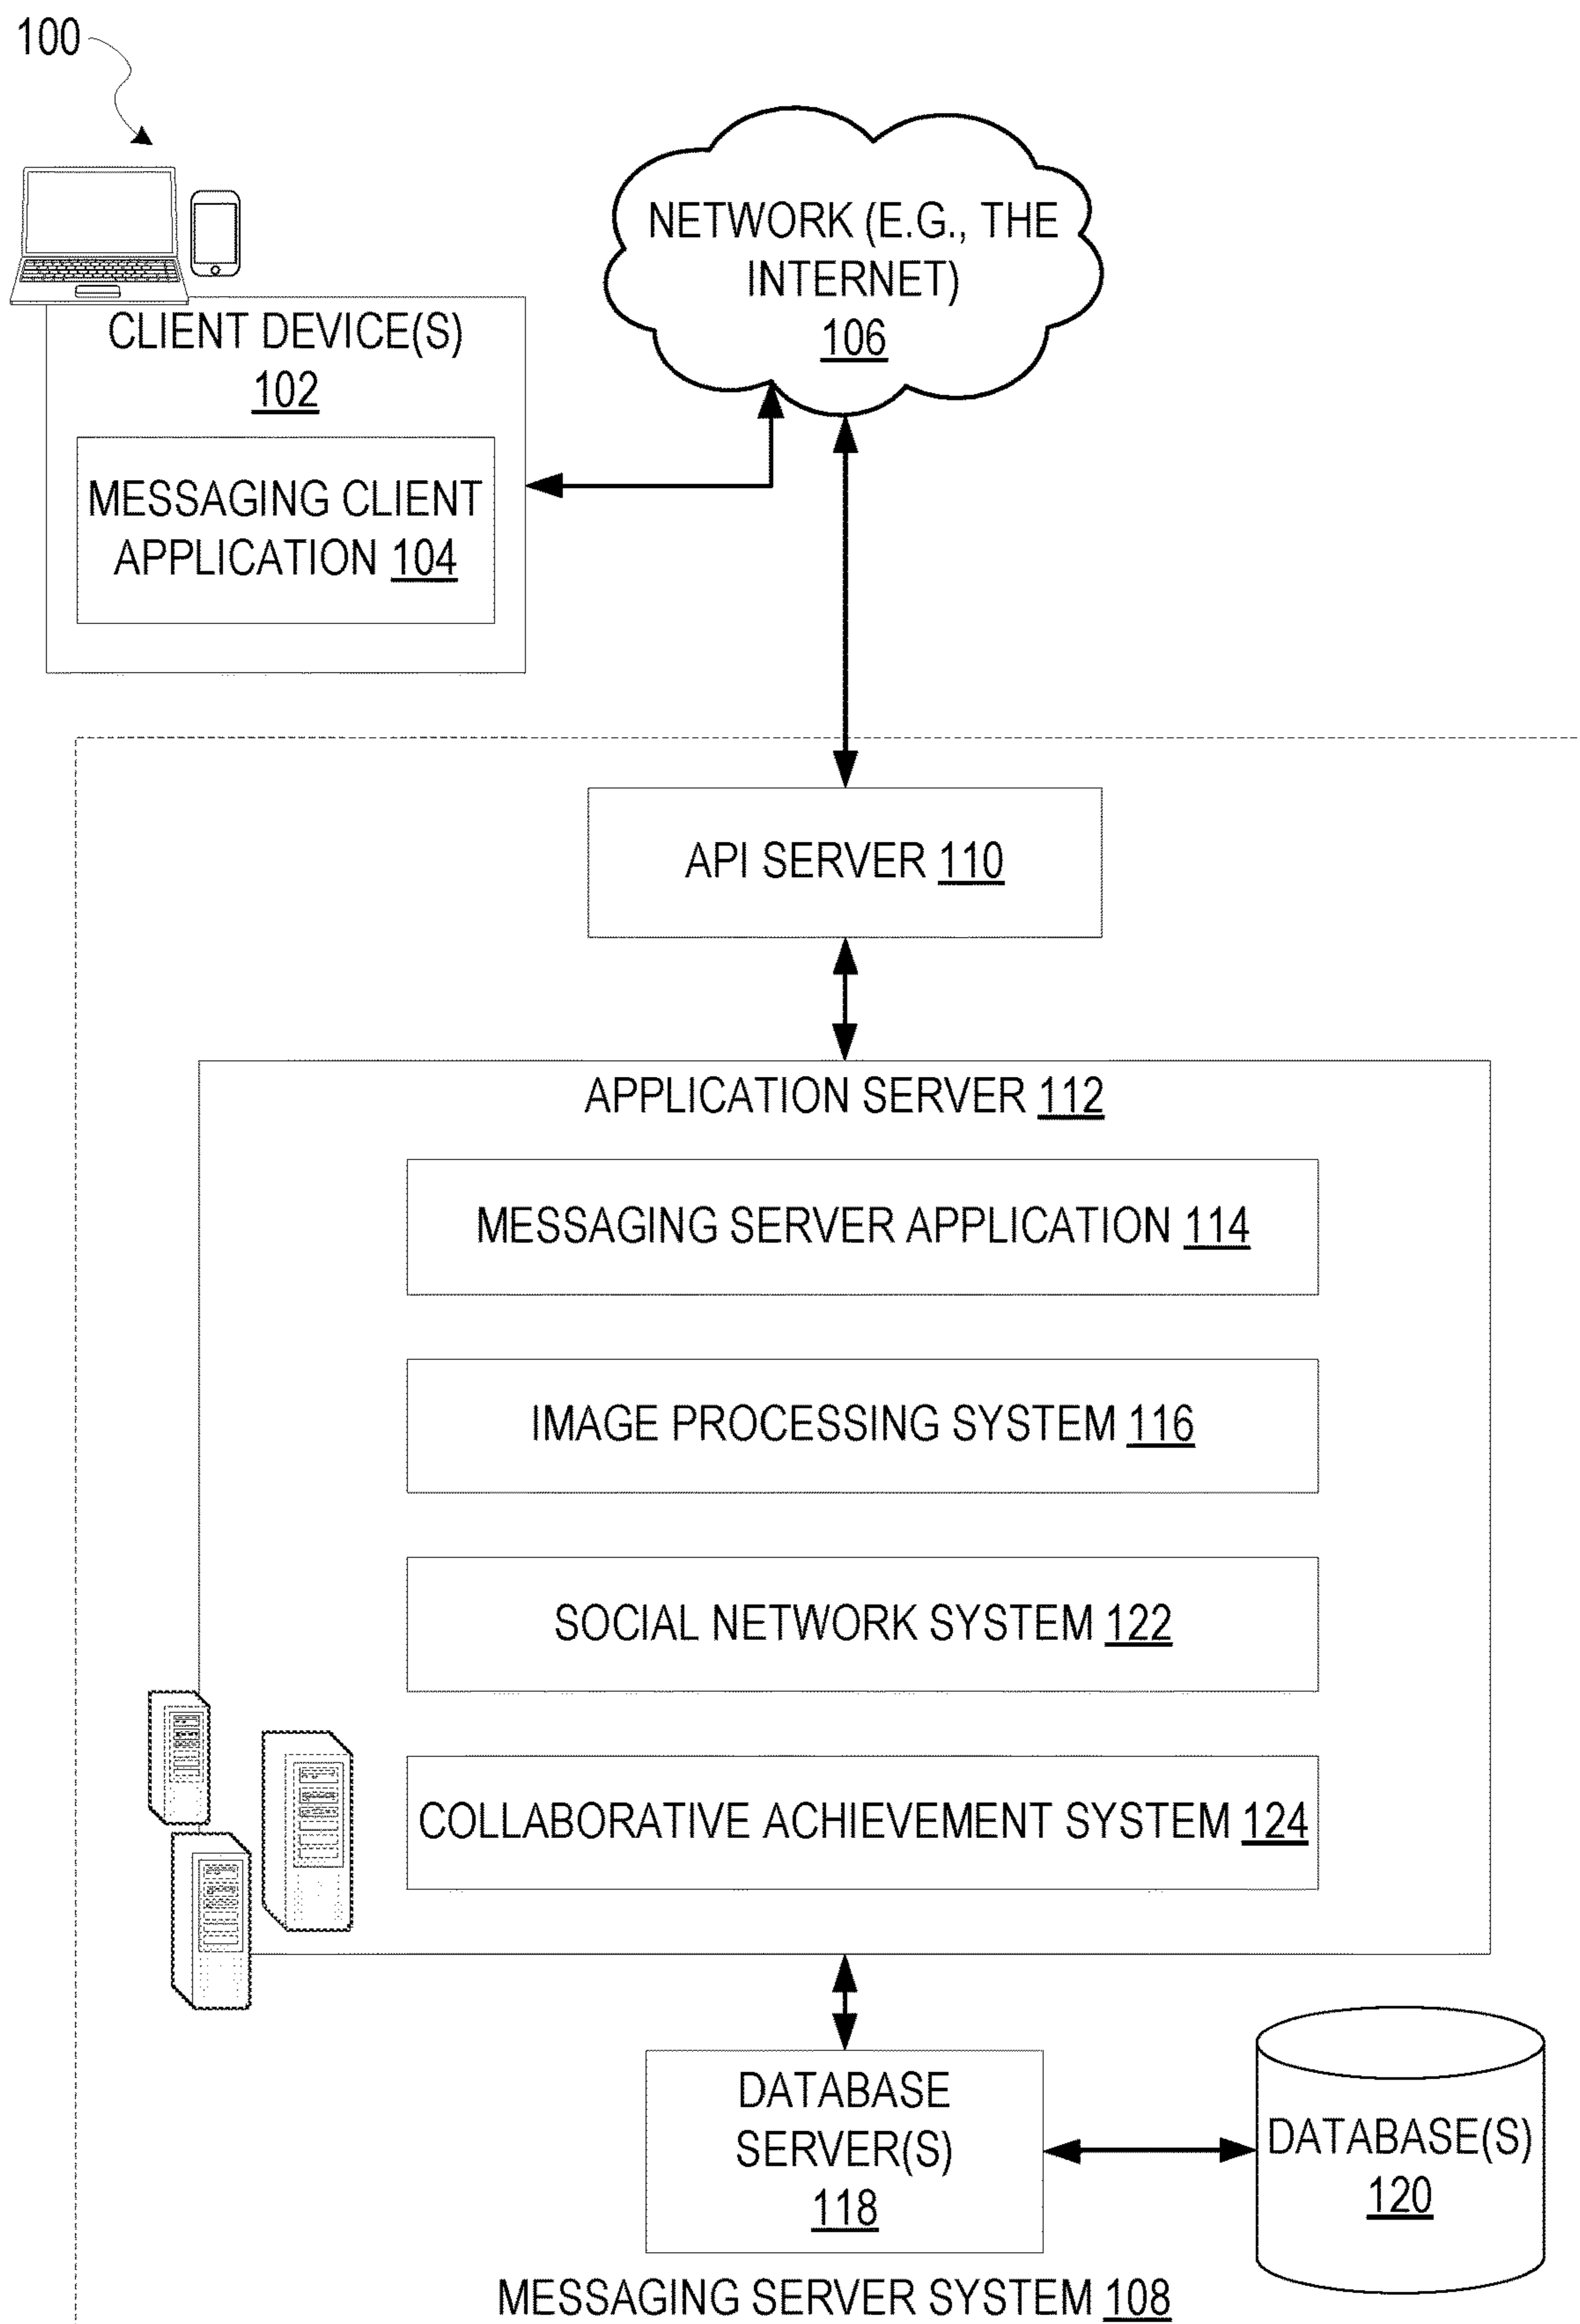 100
NETWORK (E.G., THE
INTERNET)
106
CLIENT DEVICE(S)
102
MESSAGING CLIENT
APPLICATION 104
API SERVER 110
APPLICATION SERVER 112
MESSAGING SERVER APPLICATION 114
IMAGE PROCESSING SYSTEM 116
SOCIAL NETWORK SYSTEM 122
COLLABORATIVE ACHIEVEMENT SYSTEM 124
DATABASE
SERVER(S)
118
DATABASE(S)
120
MESSAGING SERVER SYSTEM 108